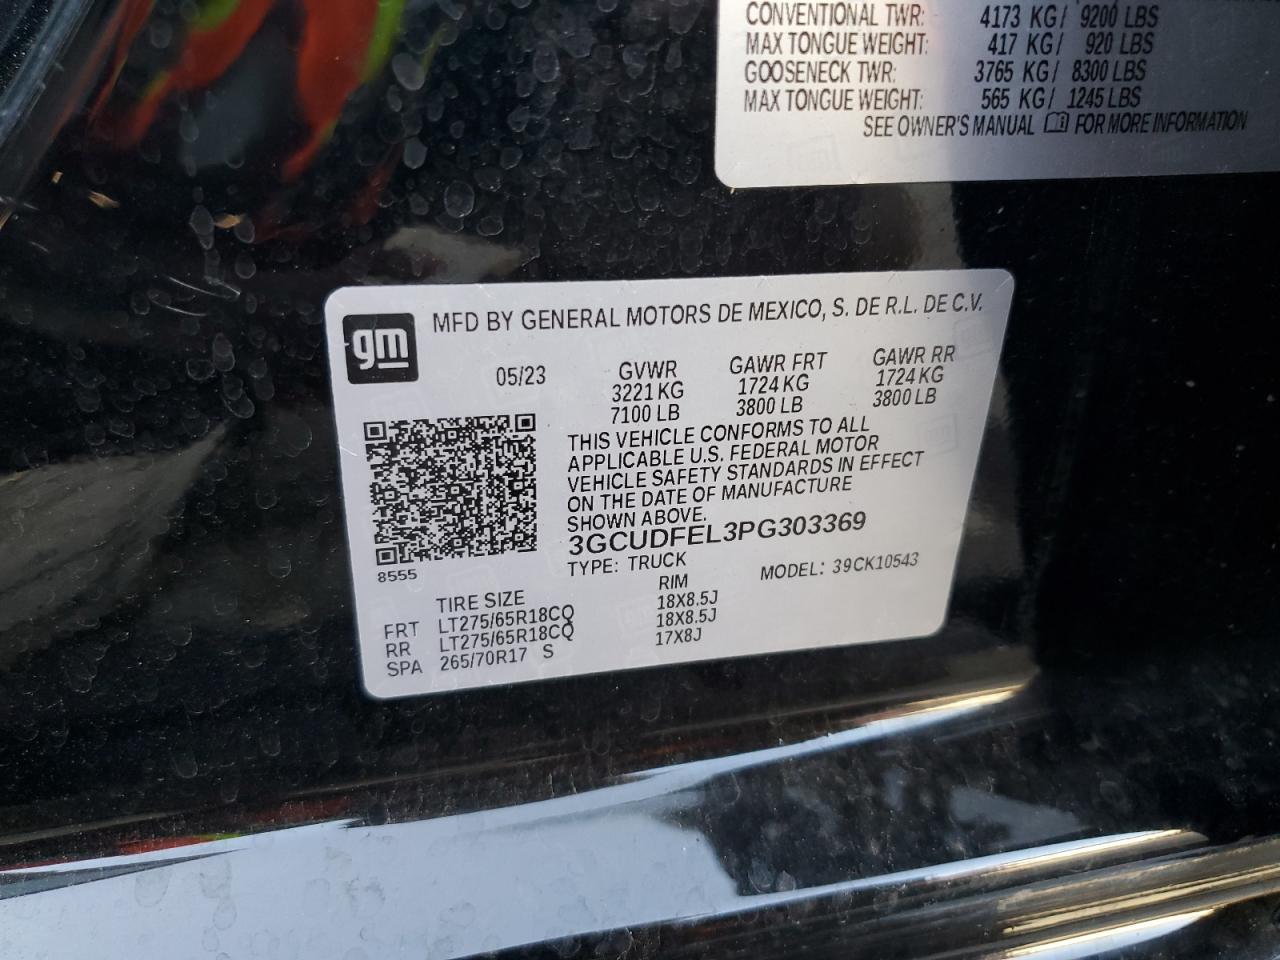 CONVENTIONAL TWR: 4173 KG/ 9200 LBS
MAX TONGUE WEIGHT: 417 KG/ 920 LBS
GOOSENECK TWR: 3765 KG/ 8300 LBS
MAX TONGUE WEIGHT: 565 KG/ 1245 LBS
SEE OWNER'S MANUAL FOR MORE INFORMATION
gm
MFD BY GENERAL MOTORS DE MEXICO, S. DE R.L. DE C.V.
05/23 GVWR GAWR FRT GAWR RR
3221 KG 1724 KG 1724 KG
7100 LB 3800 LB 3800 LB
THIS VEHICLE CONFORMS TO ALL
APPLICABLE U.S. FEDERAL MOTOR
VEHICLE SAFETY STANDARDS IN EFFECT
ON THE DATE OF MANUFACTURE
SHOWN ABOVE.
3GCUDFEL3PG303369
8555 TYPE: TRUCK MODEL: 39CK10543
TIRE SIZE RIM
FRT LT275/65R18CQ 18X8.5J
RR LT275/65R18CQ 18X8.5J
SPA 265/70R17 S 17X8J